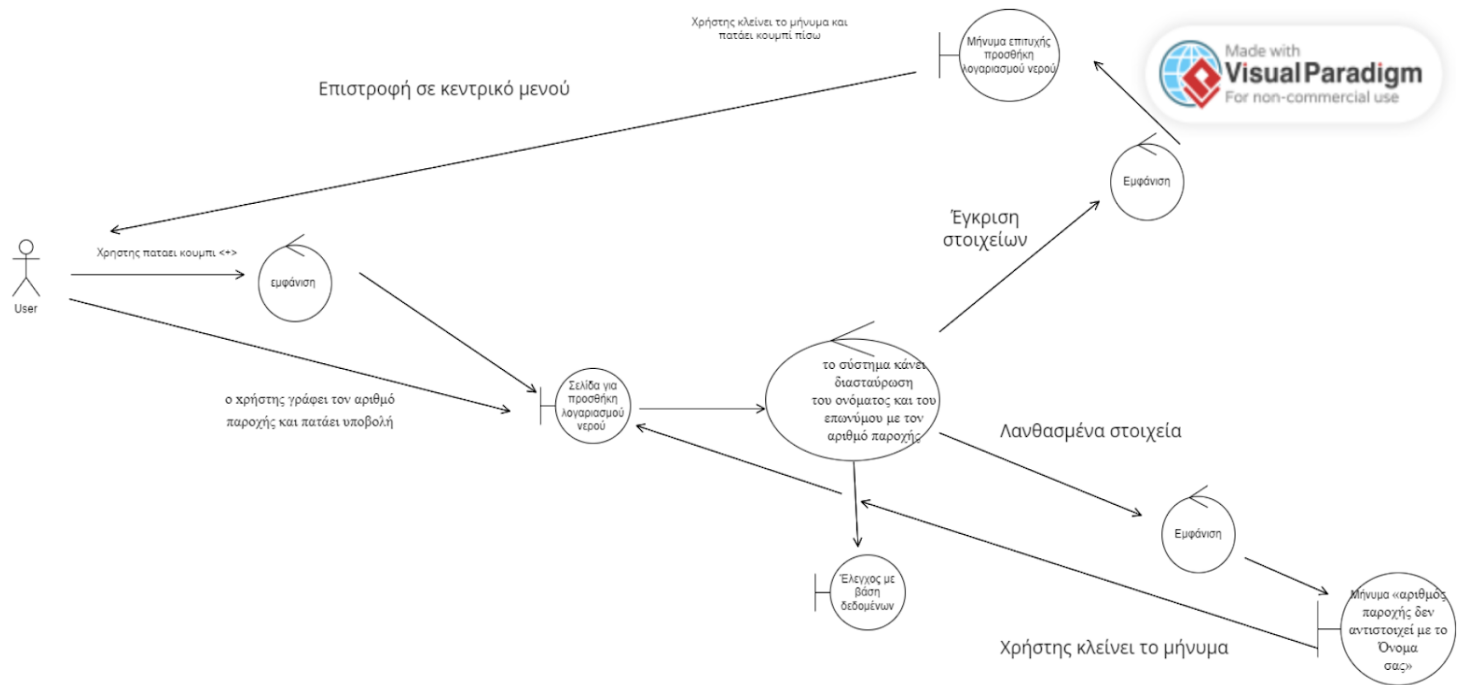 Χρήστης κλείνει το μήνυμα και
πατάει κουμπί πίσω
Μήνυμα επιτυχής
προσθήκη
λογαριασμού νερού
Made with
Visual Paradigm
For non-commercial use
Επιστροφή σε κεντρικό μενού
Εμφάνιση
Έγκριση
στοιχείων
Χρηστης παταει κουμπι <+>
εμφάνιση
User
το σύστημα κάνει
διασταύρωση
του ονόματος και του
επωνύμου με τον
αριθμό παροχής
Σελίδα για
προσθήκη
λογαριασμού
νερού
ο χρήστης γράφει τον αριθμό
παροχής και πατάει υποβολή
Λανθασμένα στοιχεία
Εμφάνιση
Έλεγχος με
βάση
δεδομένων
Μήνυμα «αριθμός
παροχής δεν
αντιστοιχεί με το
Όνομα
σας»
Χρήστης κλείνει το μήνυμα